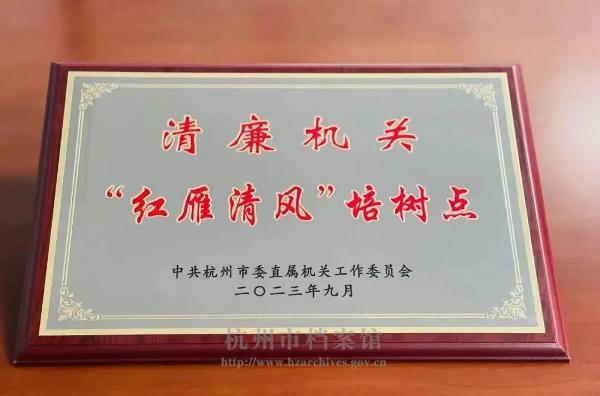 清廉机关
“红雁清风”培树点
中共杭州市委直属机关工作委员会
二〇二三年九月
杭州市档案馆
http://www.hzarchives.gov.cn